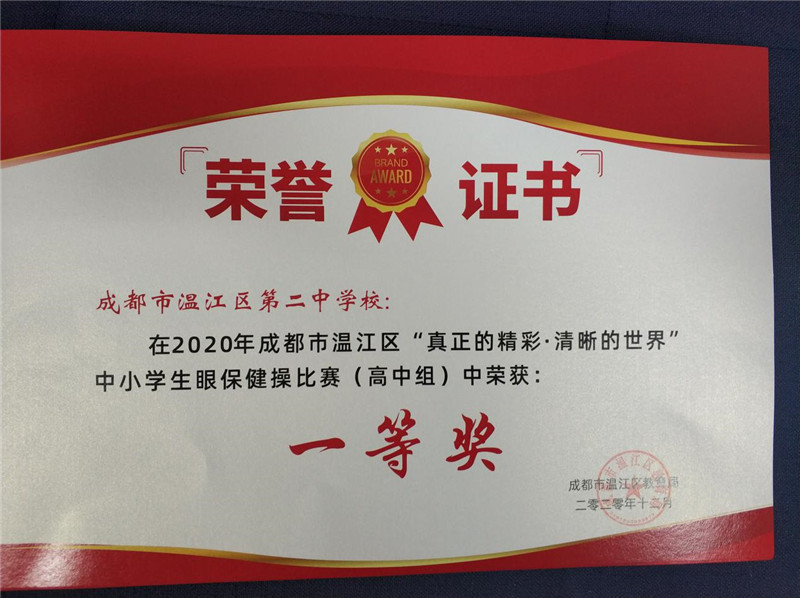 荣誉 证书
BRAND
AWARD
成都市温江区第二中学校:
在2020年成都市温江区“真正的精彩·清晰的世界”
中小学生眼保健操比赛(高中组)中荣获:
一等奖
成都市温江区教育局
二零二零年十二月